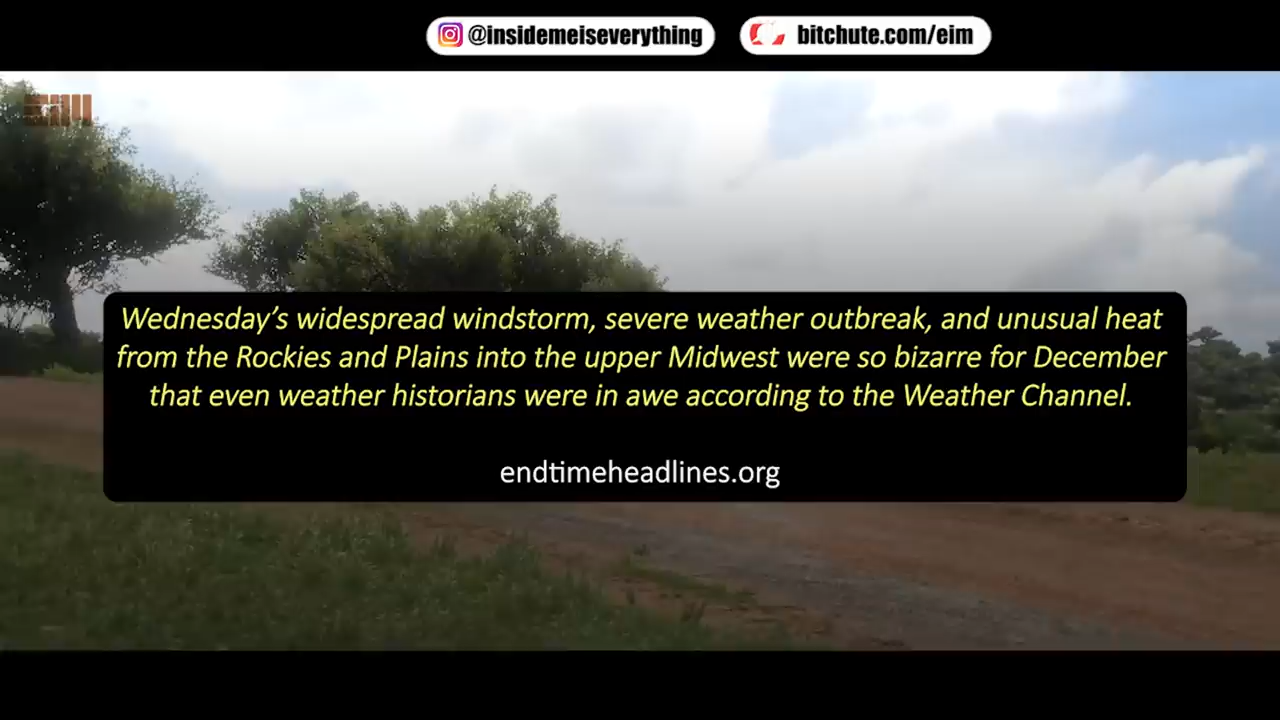 @insidemeiseverything
bitchute.com/eim
Wednesday’s widespread windstorm, severe weather outbreak, and unusual heat
from the Rockies and Plains into the upper Midwest were so bizarre for December
that even weather historians were in awe according to the Weather Channel.
endtimeheadlines.org